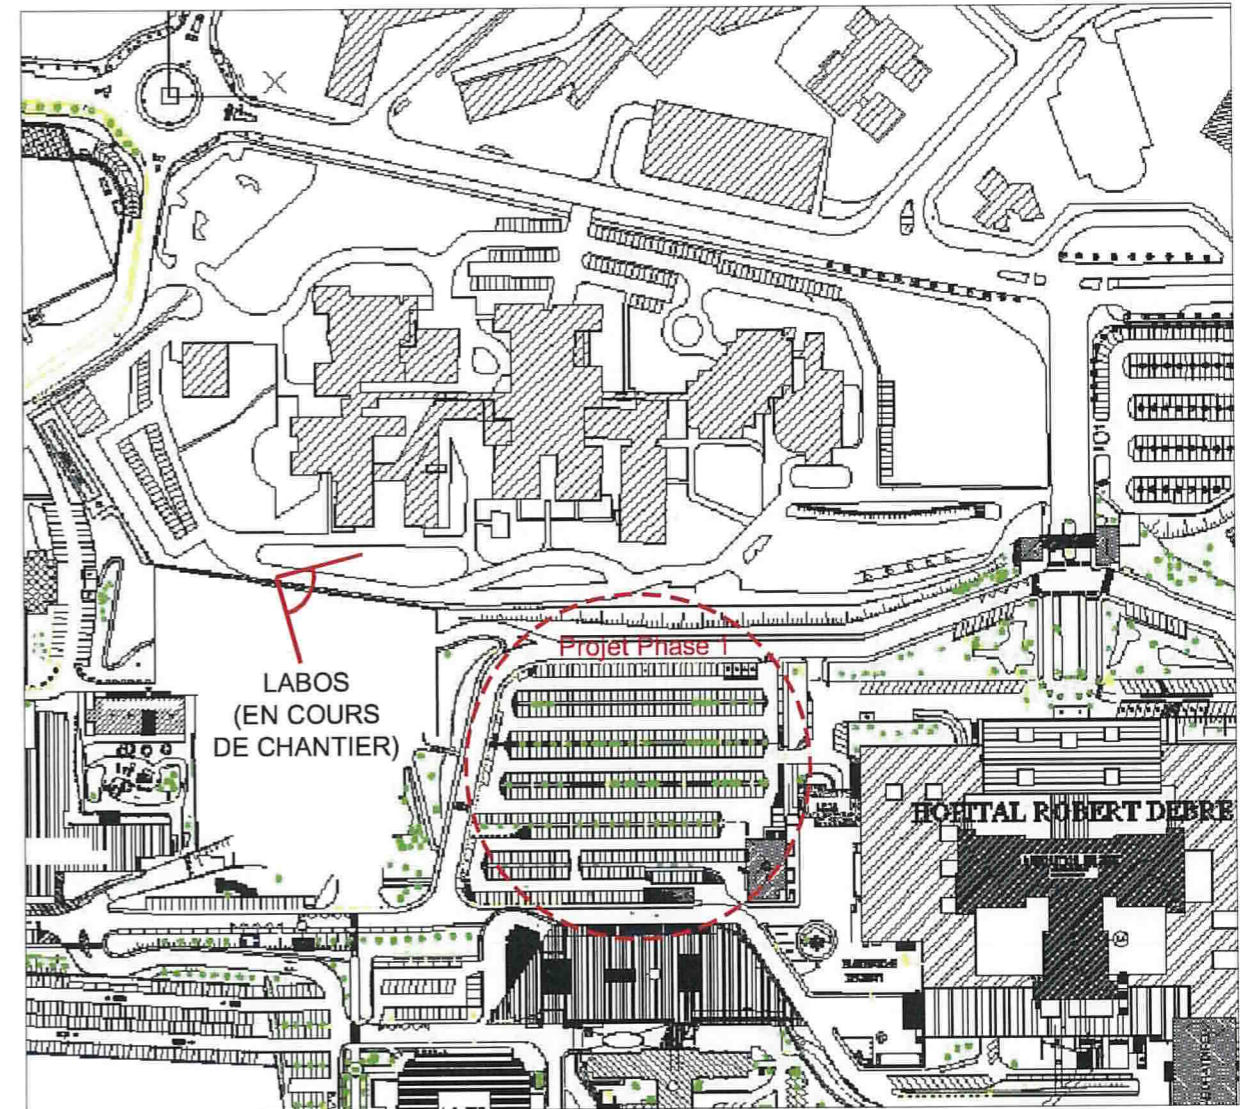 Projet Phase 1
LABOS
(EN COURS
DE CHANTIER)
HOPITAL ROBERT DEBRE